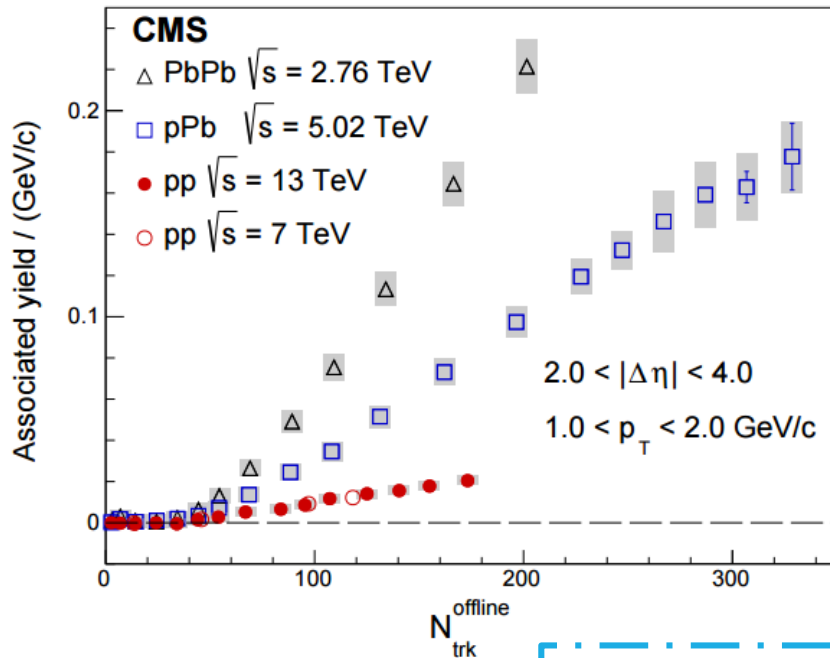 CMS
PbPb √s = 2.76 TeV
pPb √s = 5.02 TeV
pp √s = 13 TeV
pp √s = 7 TeV
Associated yield / (GeV/c)
0.2
0.1
0
2.0 < |Δη| < 4.0
1.0 < p_T < 2.0 GeV/c
0 100 200 300
N_trk^offline